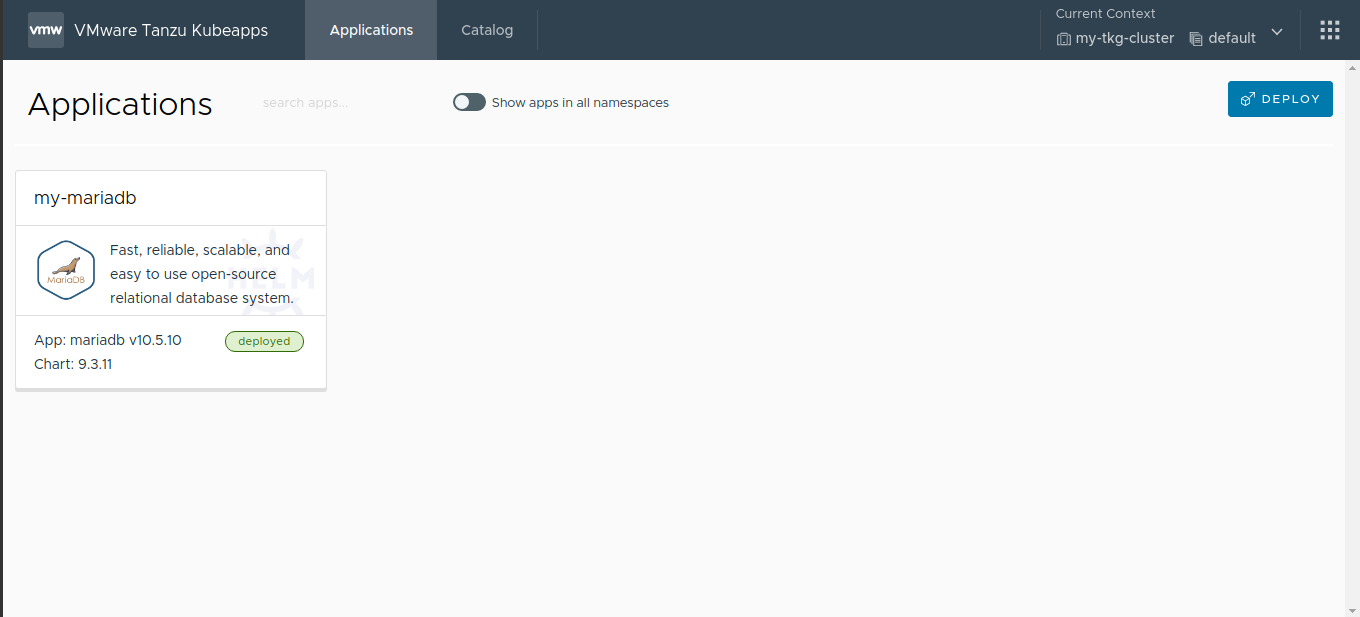 vmw VMware Tanzu Kubeapps
Applications
Catalog
Current Context
my-tkg-cluster default
Applications
search apps...
Show apps in all namespaces
DEPLOY
my-mariadb
MariaDB
Fast, reliable, scalable, and
easy to use open-source
relational database system.
HELM
App: mariadb v10.5.10
deployed
Chart: 9.3.11